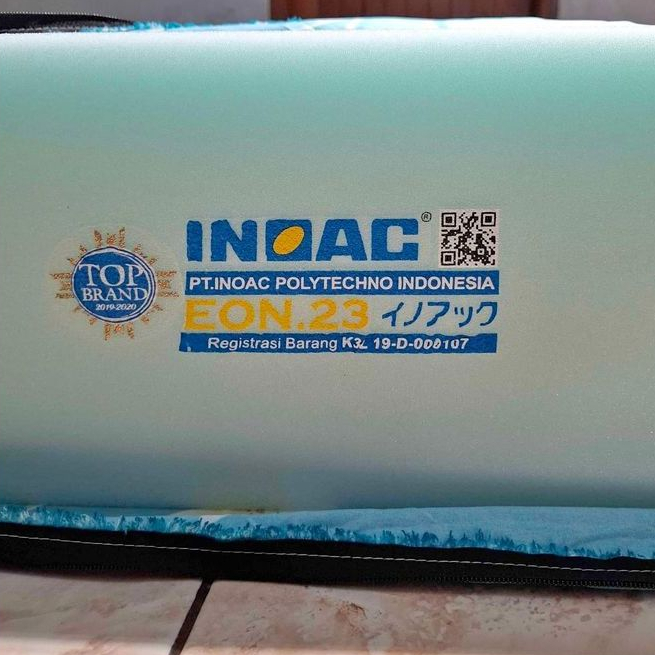 TOP
BRAND
2019-2020
INOAC®
PT.INOAC POLYTECHNO INDONESIA
EON.23 イノアック
Registrasi Barang K3L 19-D-000107